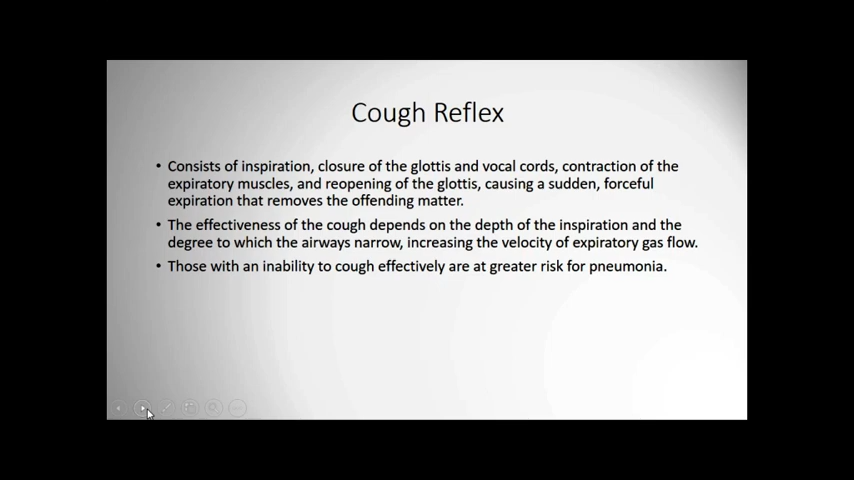 Cough Reflex
• Consists of inspiration, closure of the glottis and vocal cords, contraction of the
expiratory muscles, and reopening of the glottis, causing a sudden, forceful
expiration that removes the offending matter.
• The effectiveness of the cough depends on the depth of the inspiration and the
degree to which the airways narrow, increasing the velocity of expiratory gas flow.
• Those with an inability to cough effectively are at greater risk for pneumonia.